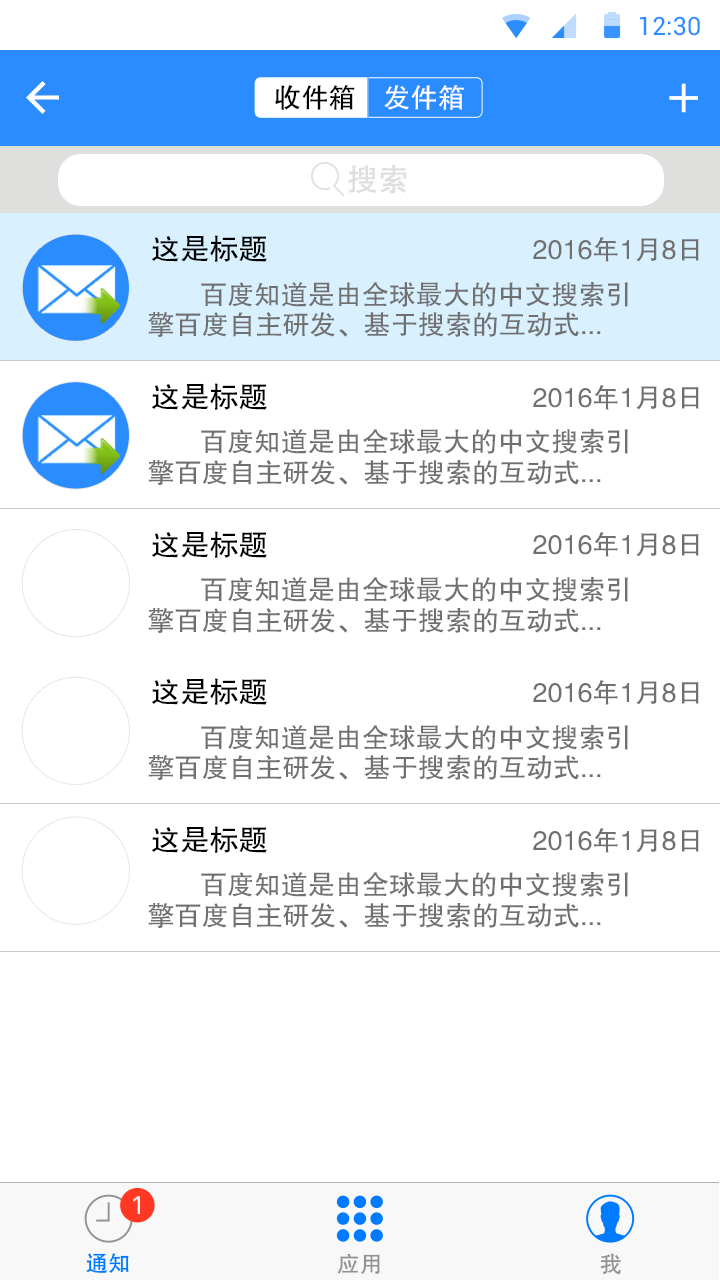 12:30
收件箱 发件箱
搜索
这是标题 2016年1月8日
百度知道是由全球最大的中文搜索引
擎百度自主研发、基于搜索的互动式...
这是标题 2016年1月8日
百度知道是由全球最大的中文搜索引
擎百度自主研发、基于搜索的互动式...
这是标题 2016年1月8日
百度知道是由全球最大的中文搜索引
擎百度自主研发、基于搜索的互动式...
这是标题 2016年1月8日
百度知道是由全球最大的中文搜索引
擎百度自主研发、基于搜索的互动式...
这是标题 2016年1月8日
百度知道是由全球最大的中文搜索引
擎百度自主研发、基于搜索的互动式...
1
通知 应用 我